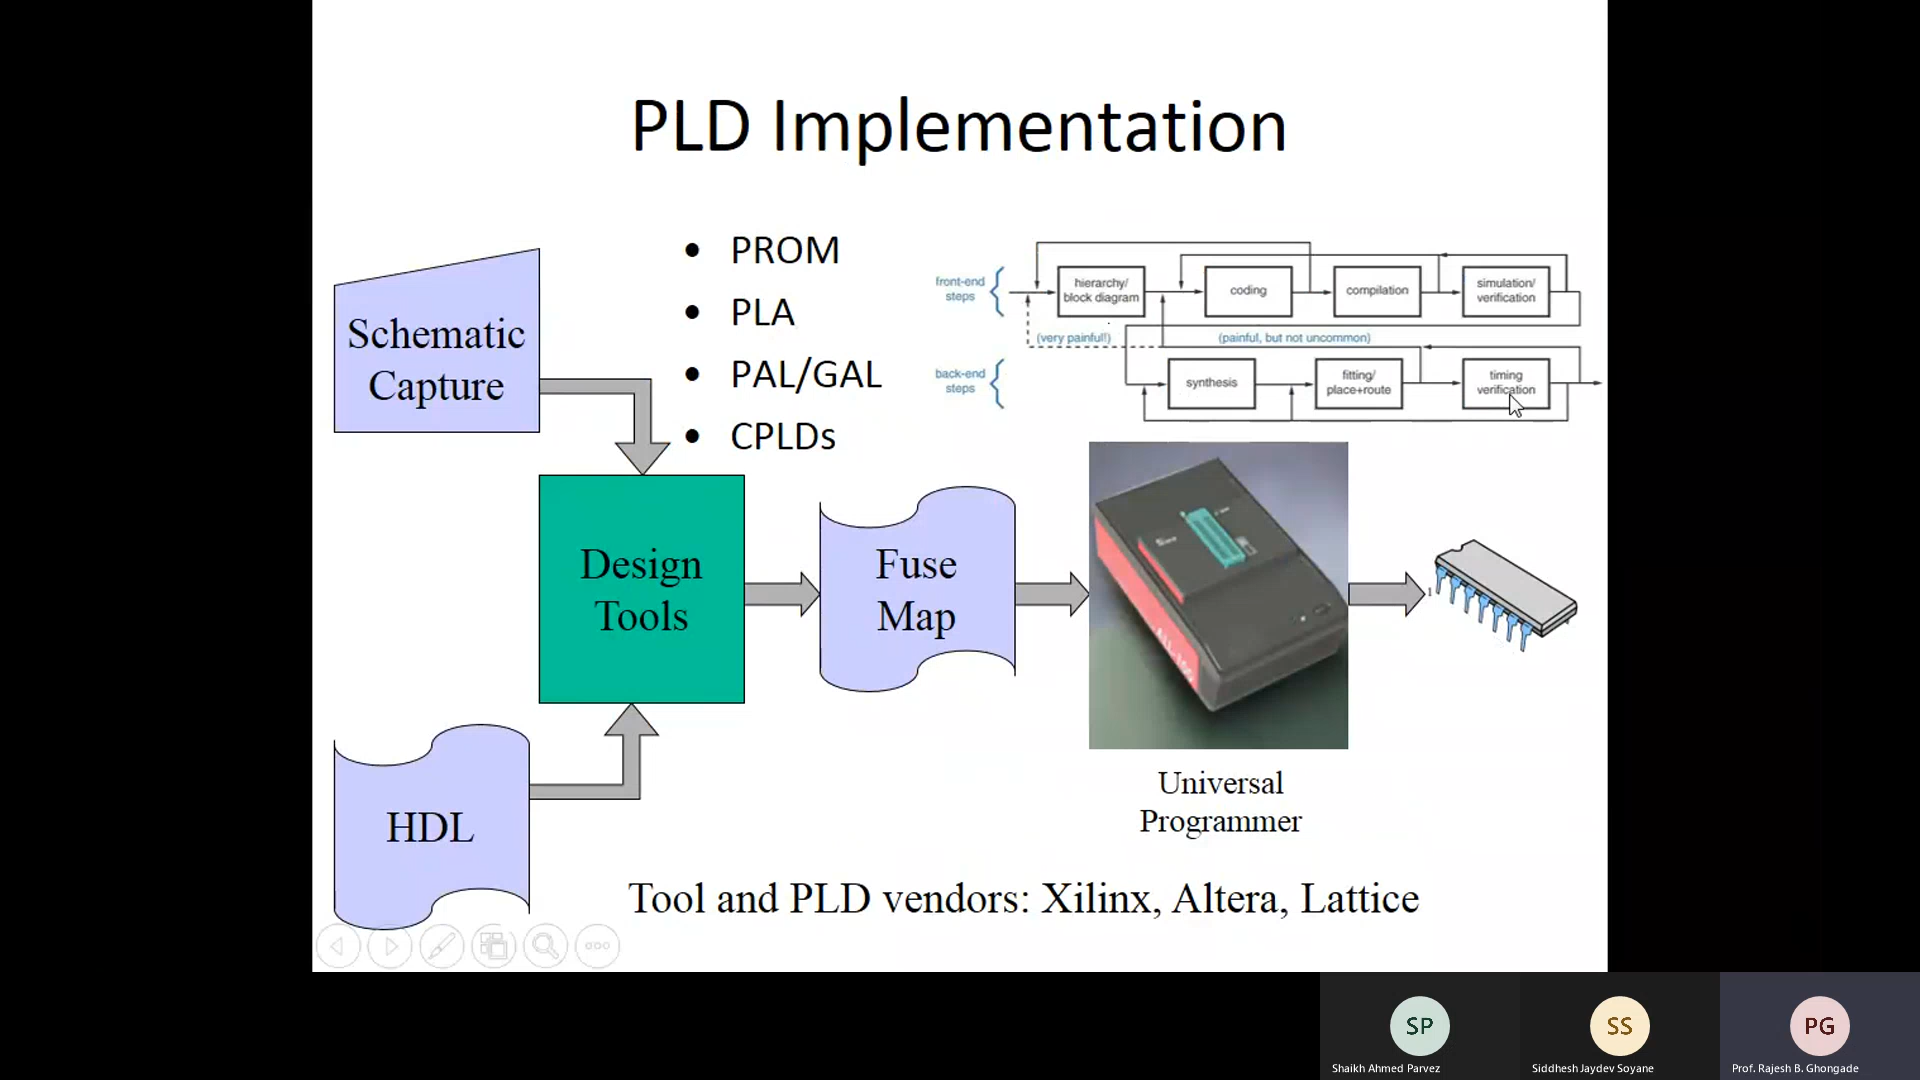 PLD Implementation
Schematic
Capture
• PROM
• PLA
• PAL/GAL
• CPLDs
front-end
steps
hierarchy/
block diagram
coding
compilation
simulation/
verification
(very painful!)
(painful, but not uncommon)
back-end
steps
synthesis
fitting/
place+route
timing
verification
Design
Tools
Fuse
Map
1
HDL
Universal
Programmer
Tool and PLD vendors: Xilinx, Altera, Lattice
SP
Shaikh Ahmed Parvez
SS
Siddhesh Jaydev Soyane
PG
Prof. Rajesh B. Ghongade